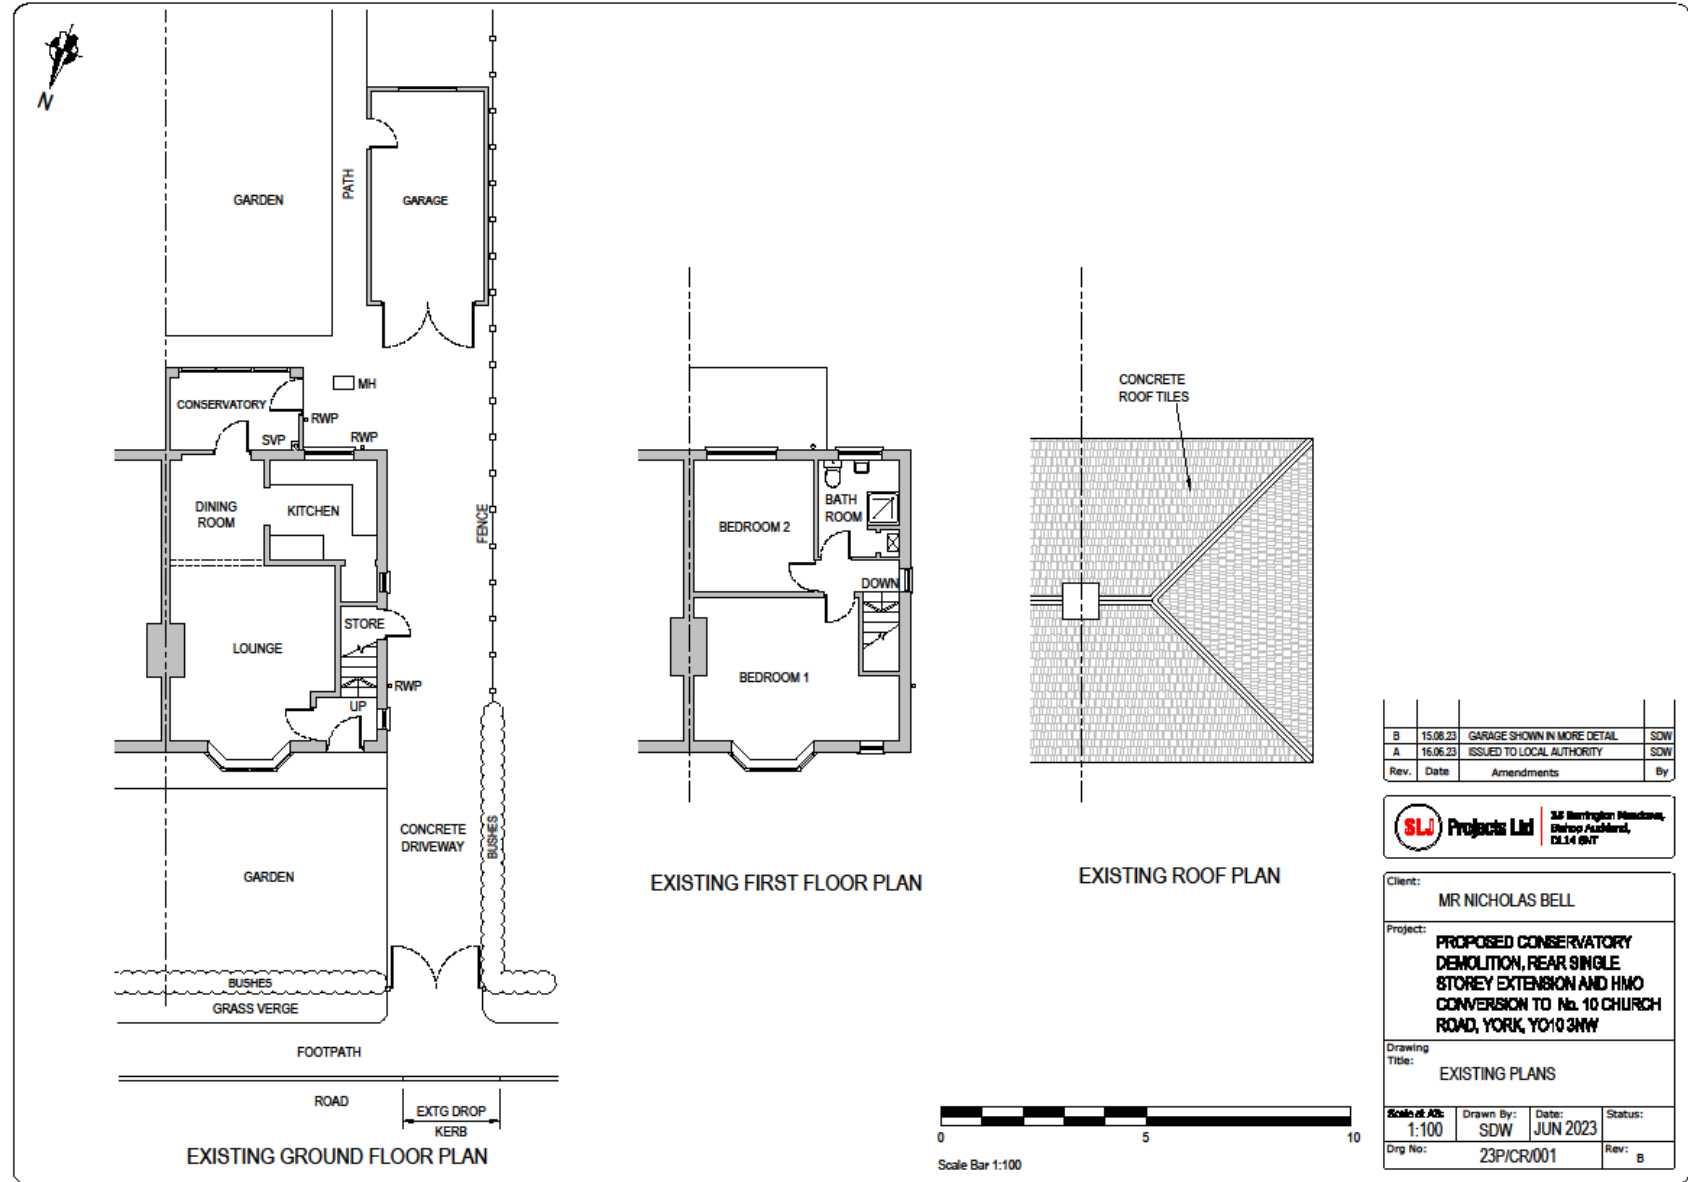 N
GARDEN
PATH
GARAGE
MH
CONSERVATORY
RWP
SVP
RWP
DINING
ROOM
KITCHEN
FENCE
STORE
LOUNGE
RWP
UP
CONCRETE
DRIVEWAY
BUSHES
GARDEN
BUSHES
GRASS VERGE
FOOTPATH
ROAD
EXTG DROP
KERB
EXISTING GROUND FLOOR PLAN
BATH
ROOM
BEDROOM 2
DOWN
BEDROOM 1
EXISTING FIRST FLOOR PLAN
CONCRETE
ROOF TILES
EXISTING ROOF PLAN
0 5 10
Scale Bar 1:100
B 15.08.23 GARAGE SHOWN IN MORE DETAIL SDW
A 16.06.23 ISSUED TO LOCAL AUTHORITY SDW
Rev. Date Amendments By
SLJ Projects Ltd
Bishop Auckland,
Client:
MR NICHOLAS BELL
Project:
PROPOSED CONSERVATORY
DEMOLITION, REAR SINGLE
STOREY EXTENSION AND HMO
CONVERSION TO No. 10 CHURCH
ROAD, YORK, YO10 3NW
Drawing
Title:
EXISTING PLANS
Scale at A3: Drawn By: Date: Status:
1:100 SDW JUN 2023
Drg No: 23P/CR/001 Rev: B